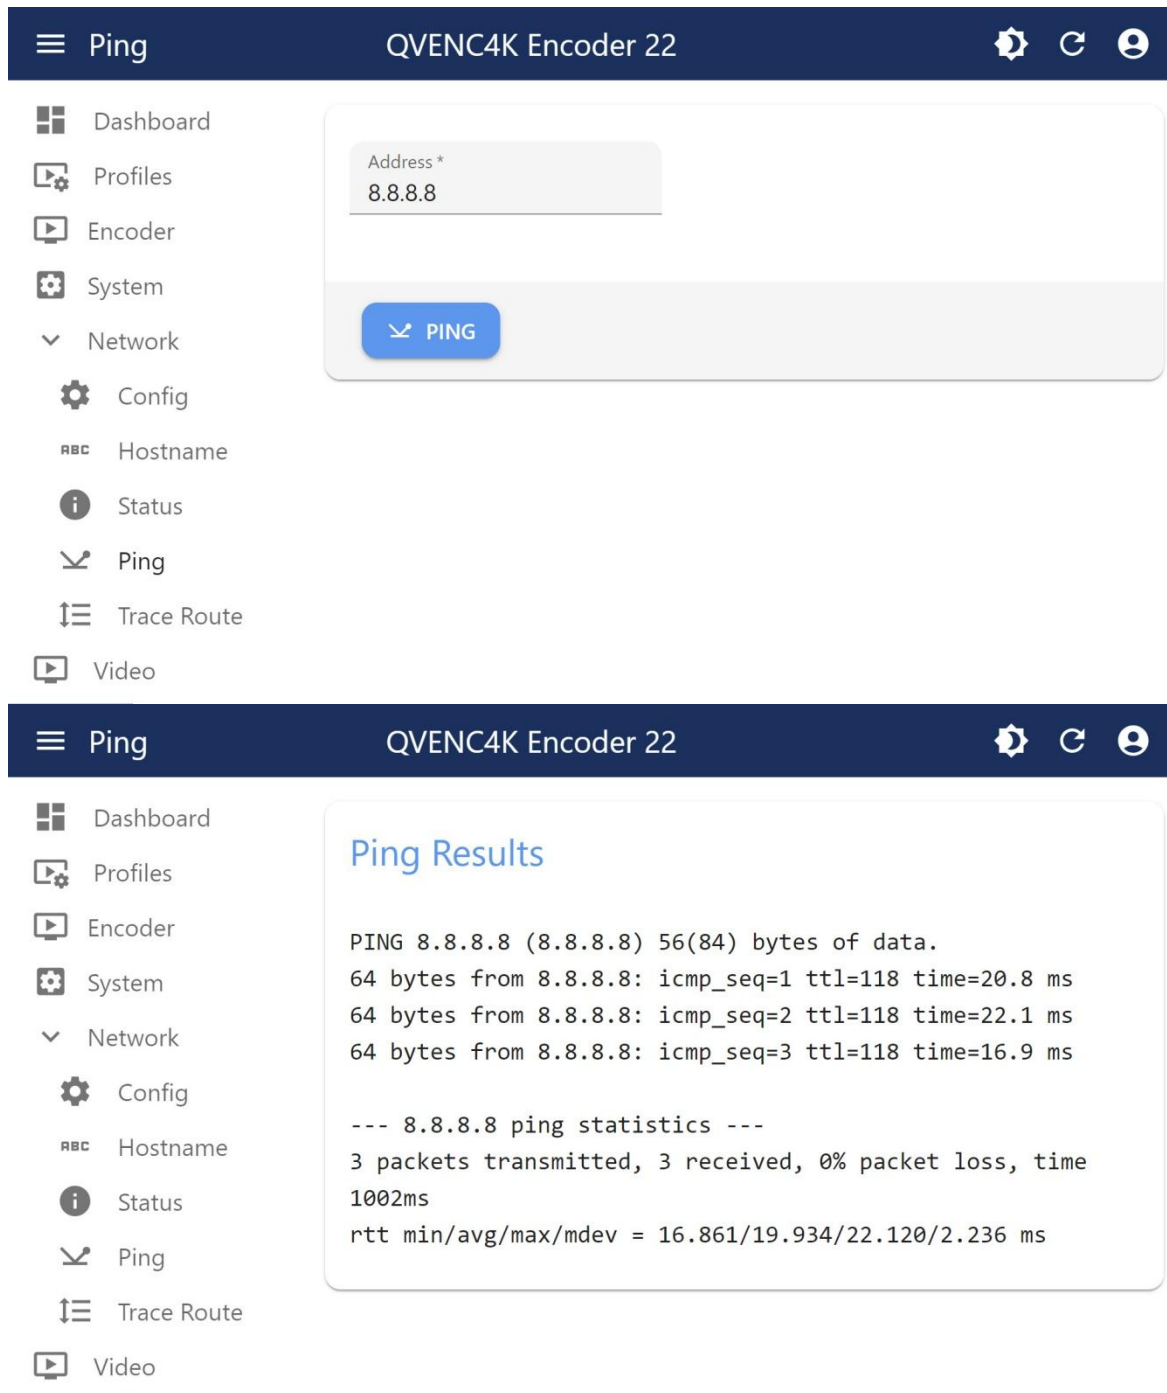 Ping
QVENC4K Encoder 22
Dashboard
Profiles
Encoder
System
Network
Config
ABC
Hostname
Status
Ping
Trace Route
Video
Address *
8.8.8.8
PING
Ping
QVENC4K Encoder 22
Dashboard
Profiles
Encoder
System
Network
Config
ABC
Hostname
Status
Ping
Trace Route
Video
Ping Results
PING 8.8.8.8 (8.8.8.8) 56(84) bytes of data.
64 bytes from 8.8.8.8: icmp_seq=1 ttl=118 time=20.8 ms
64 bytes from 8.8.8.8: icmp_seq=2 ttl=118 time=22.1 ms
64 bytes from 8.8.8.8: icmp_seq=3 ttl=118 time=16.9 ms
--- 8.8.8.8 ping statistics ---
3 packets transmitted, 3 received, 0% packet loss, time
1002ms
rtt min/avg/max/mdev = 16.861/19.934/22.120/2.236 ms